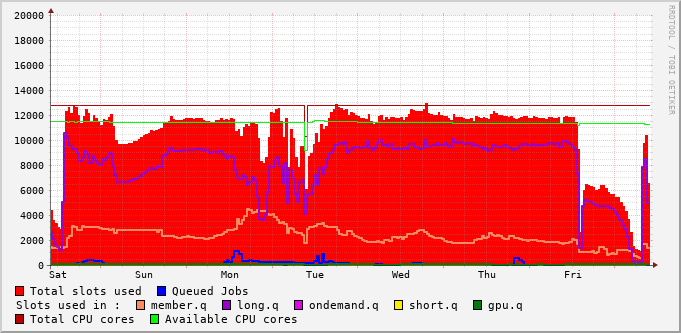 20000
18000
16000
14000
12000
10000
8000
6000
4000
2000
0
Sat Sun Mon Tue Wed Thu Fri
RRDTOOL / TOBI OETIKER
Total slots used Queued Jobs
Slots used in : member.q long.q ondemand.q short.q gpu.q
Total CPU cores Available CPU cores